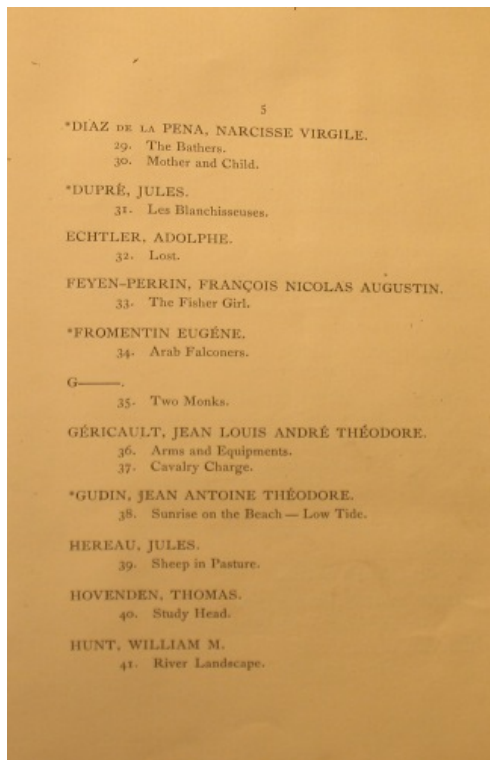 5
*DIAZ DE LA PENA, NARCISSE VIRGILE.
29. The Bathers.
30. Mother and Child.
*DUPRÉ, JULES.
31. Les Blanchisseuses.
ECHTLER, ADOLPHE.
32. Lost.
FEYEN-PERRIN, FRANÇOIS NICOLAS AUGUSTIN.
33. The Fisher Girl.
*FROMENTIN EUGÉNE.
34. Arab Falconers.
G——.
35. Two Monks.
GÉRICAULT, JEAN LOUIS ANDRÉ THÉODORE.
36. Arms and Equipments.
37. Cavalry Charge.
*GUDIN, JEAN ANTOINE THÉODORE.
38. Sunrise on the Beach — Low Tide.
HEREAU, JULES.
39. Sheep in Pasture.
HOVENDEN, THOMAS.
40. Study Head.
HUNT, WILLIAM M.
41. River Landscape.